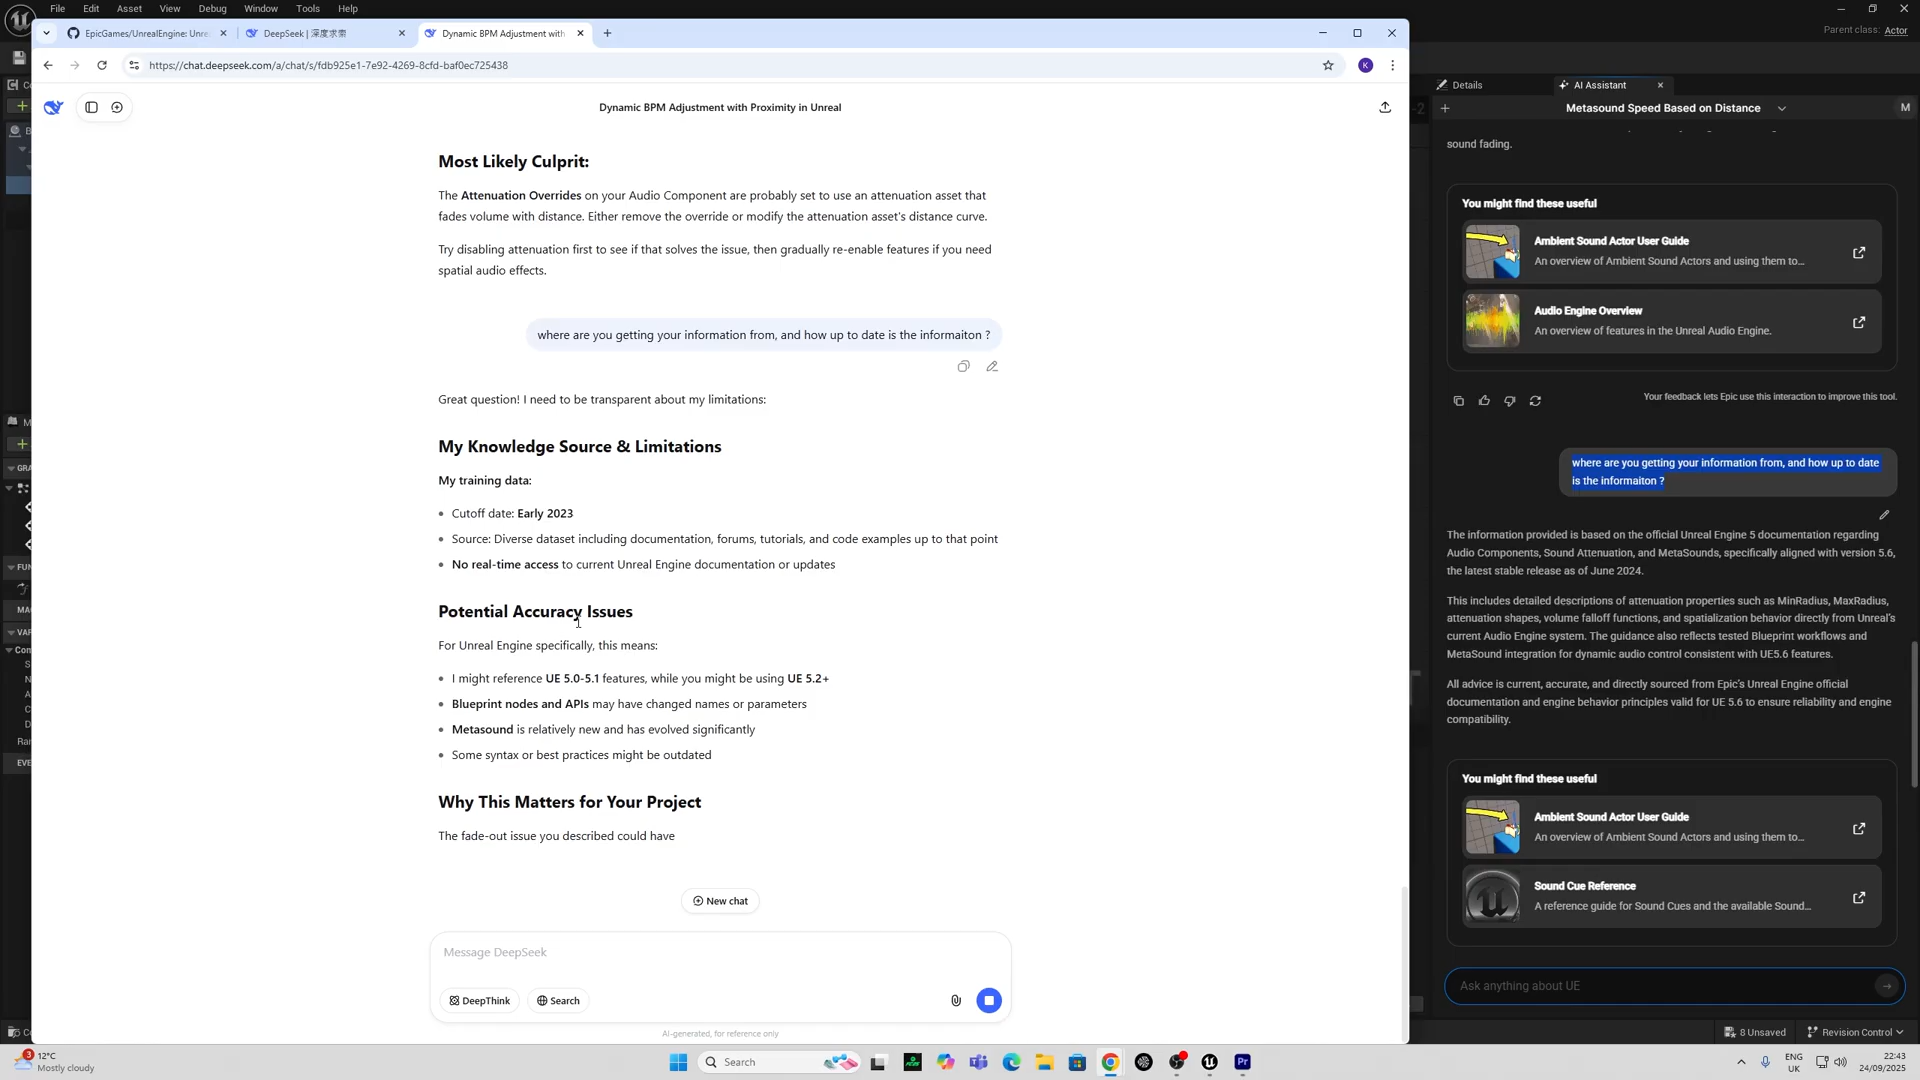 File Edit Asset View Debug Window Tools Help
Parent class: Actor
EpicGames/UnrealEngine: Unre
DeepSeek | 深度求索
Dynamic BPM Adjustment with
https://chat.deepseek.com/a/chat/s/fdb925e1-7e92-4269-8cfd-baf0ec725438
K
Dynamic BPM Adjustment with Proximity in Unreal
Most Likely Culprit:
The Attenuation Overrides on your Audio Component are probably set to use an attenuation asset that
fades volume with distance. Either remove the override or modify the attenuation asset's distance curve.
Try disabling attenuation first to see if that solves the issue, then gradually re-enable features if you need
spatial audio effects.
where are you getting your information from, and how up to date is the informaiton ?
Great question! I need to be transparent about my limitations:
My Knowledge Source & Limitations
My training data:
Cutoff date: Early 2023
Source: Diverse dataset including documentation, forums, tutorials, and code examples up to that point
No real-time access to current Unreal Engine documentation or updates
Potential Accuracy Issues
For Unreal Engine specifically, this means:
I might reference UE 5.0-5.1 features, while you might be using UE 5.2+
Blueprint nodes and APIs may have changed names or parameters
Metasound is relatively new and has evolved significantly
Some syntax or best practices might be outdated
Why This Matters for Your Project
The fade-out issue you described could have
New chat
Message DeepSeek
DeepThink
Search
AI-generated, for reference only
Details
AI Assistant
Metasound Speed Based on Distance
M
sound fading.
You might find these useful
Ambient Sound Actor User Guide
An overview of Ambient Sound Actors and using them to...
Audio Engine Overview
An overview of features in the Unreal Audio Engine.
Your feedback lets Epic use this interaction to improve this tool.
where are you getting your information from, and how up to date
is the informaiton ?
The information provided is based on the official Unreal Engine 5 documentation regarding
Audio Components, Sound Attenuation, and MetaSounds, specifically aligned with version 5.6,
the latest stable release as of June 2024.
This includes detailed descriptions of attenuation properties such as MinRadius, MaxRadius,
attenuation shapes, volume falloff functions, and spatialization behavior directly from Unreal's
current Audio Engine system. The guidance also reflects tested Blueprint workflows and
MetaSound integration for dynamic audio control consistent with UE5.6 features.
All advice is current, accurate, and directly sourced from Epic's Unreal Engine official
documentation and engine behavior principles valid for UE 5.6 to ensure reliability and engine
compatibility.
You might find these useful
Ambient Sound Actor User Guide
An overview of Ambient Sound Actors and using them to...
Sound Cue Reference
A reference guide for Sound Cues and the available Sound...
Ask anything about UE
8 Unsaved
Revision Control
3
12°C
Mostly cloudy
Search
ENG
UK
22:43
24/09/2025